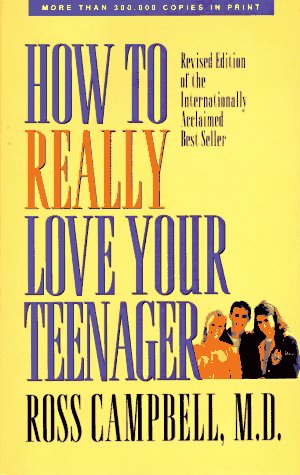 MORE THAN 300.000 COPIES IN PRINT
HOW TO
REALLY
LOVE YOUR
TEENAGER
Revised Edition
of the
Internationally
Acclaimed
Best Seller
ROSS CAMPBELL, M.D.